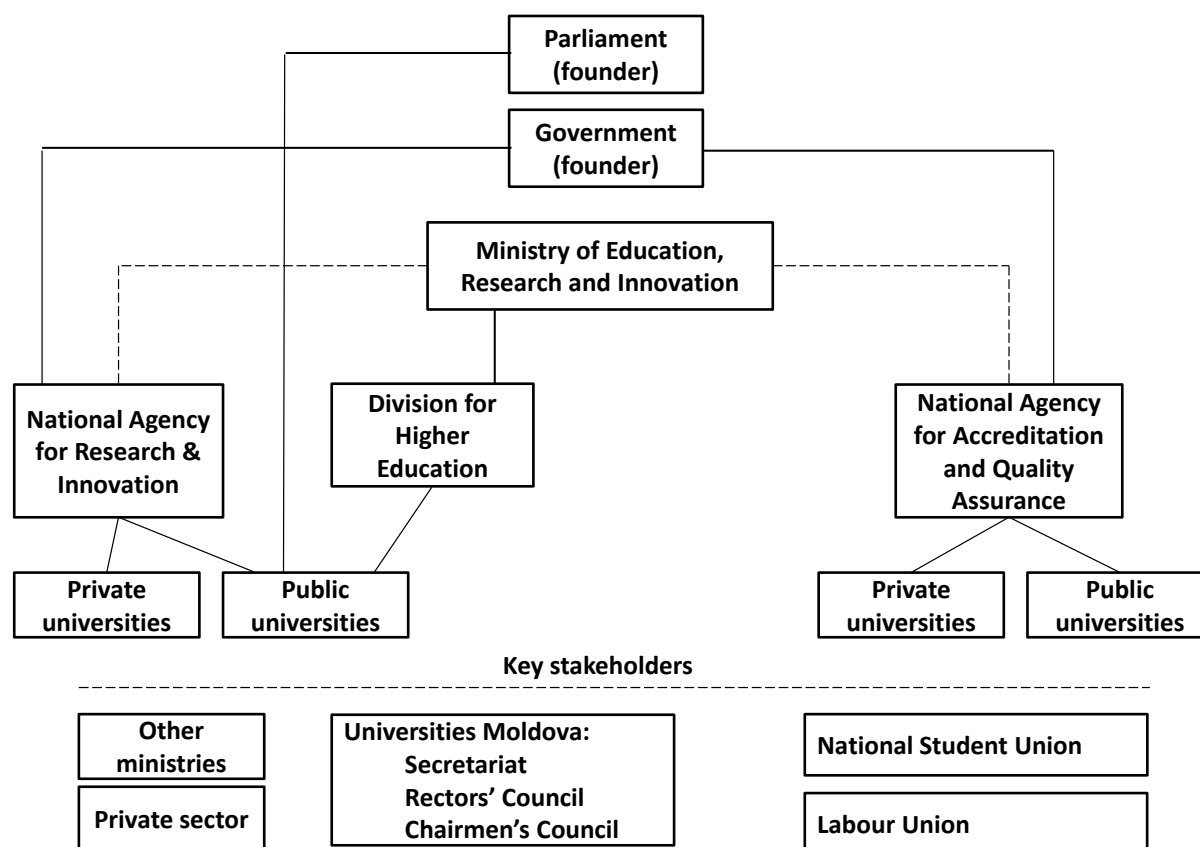 Parliament
(founder)
Government
(founder)
Ministry of Education,
Research and Innovation
National Agency
for Research &
Innovation
Division for
Higher
Education
National Agency
for Accreditation
and Quality
Assurance
Private
universities
Public
universities
Private
universities
Public
universities
Key stakeholders
Other
ministries
Private sector
Universities Moldova:
Secretariat
Rectors’ Council
Chairmen’s Council
National Student Union
Labour Union